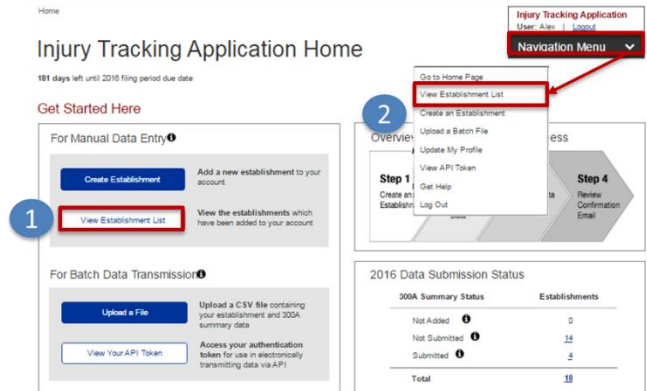 Home
Injury Tracking Application
User: Alex | Logout
Navigation Menu
Injury Tracking Application Home
181 days left until 2016 filing period due date
Go to Home Page
View Establishment List
Create an Establishment
Upload a Batch File
Update My Profile
View API Token
Get Help
Log Out
2
Get Started Here
For Manual Data Entry
Create Establishment
Add a new establishment to your
account
1
View Establishment List
View the establishments which
have been added to your account
Overview
ess
Step 1
Create an
Establishm
Data
ta
Step 4
Review
Confirmation
Email
For Batch Data Transmission
Upload a File
Upload a CSV file containing
your establishment and 300A
summary data
View Your API Token
Access your authentication
token for use in electronically
transmitting data via API
2016 Data Submission Status
300A Summary Status Establishments
Not Added 0
Not Submitted 14
Submitted 4
Total 18